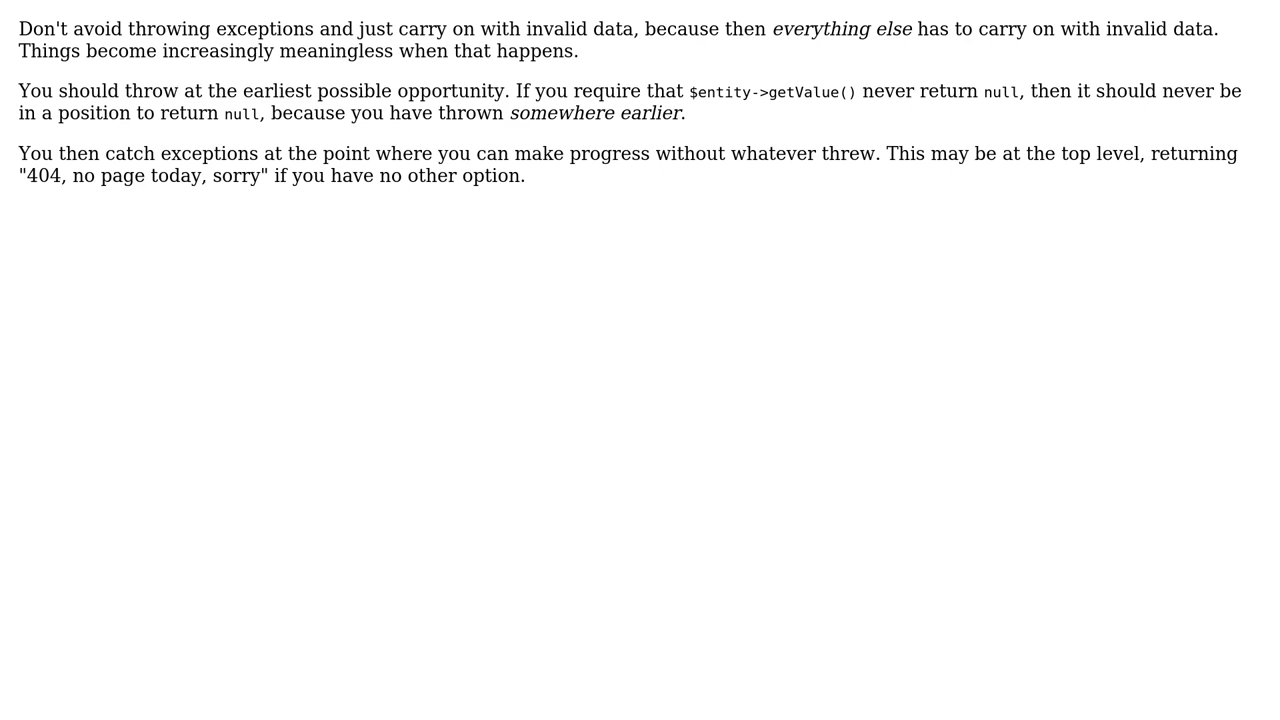 Don't avoid throwing exceptions and just carry on with invalid data, because then everything else has to carry on with invalid data.
Things become increasingly meaningless when that happens.
You should throw at the earliest possible opportunity. If you require that $entity->getValue() never return null, then it should never be
in a position to return null, because you have thrown somewhere earlier.
You then catch exceptions at the point where you can make progress without whatever threw. This may be at the top level, returning
"404, no page today, sorry" if you have no other option.